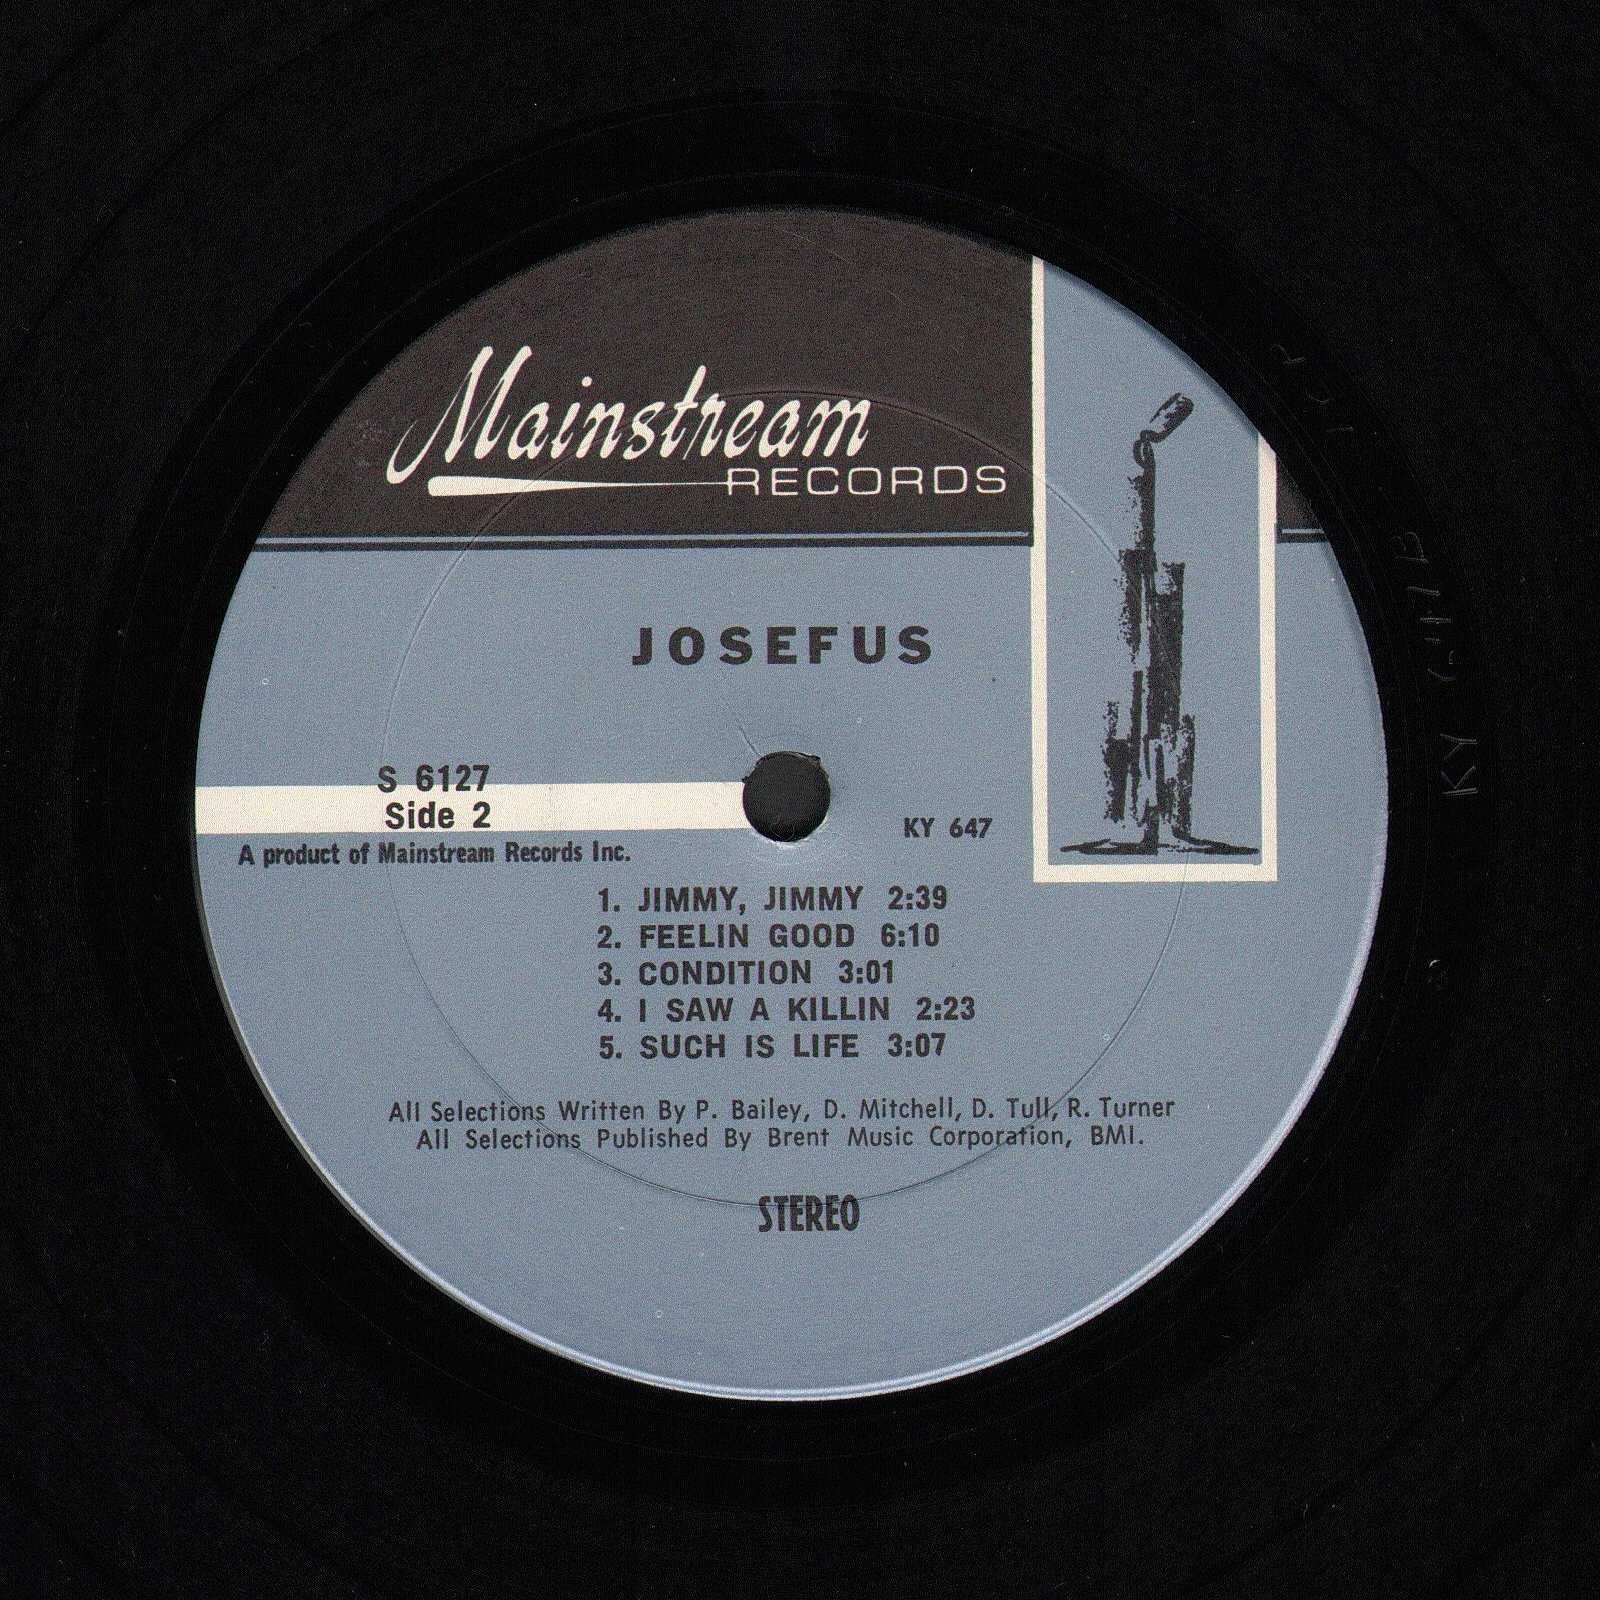 Mainstream
RECORDS
JOSEFUS
S 6127
Side 2
KY 647
A product of Mainstream Records Inc.
1. JIMMY, JIMMY 2:39
2. FEELIN GOOD 6:10
3. CONDITION 3:01
4. I SAW A KILLIN 2:23
5. SUCH IS LIFE 3:07
All Selections Written By P. Bailey, D. Mitchell, D. Tull, R. Turner
All Selections Published By Brent Music Corporation, BMI.
STEREO